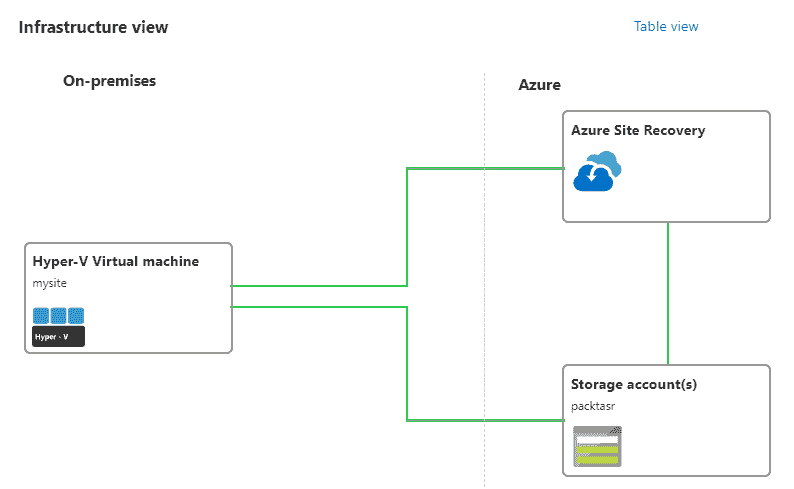 Infrastructure view
Table view
On-premises
Azure
Azure Site Recovery
Hyper-V Virtual machine
mysite
Hyper - V
Storage account(s)
packtasr